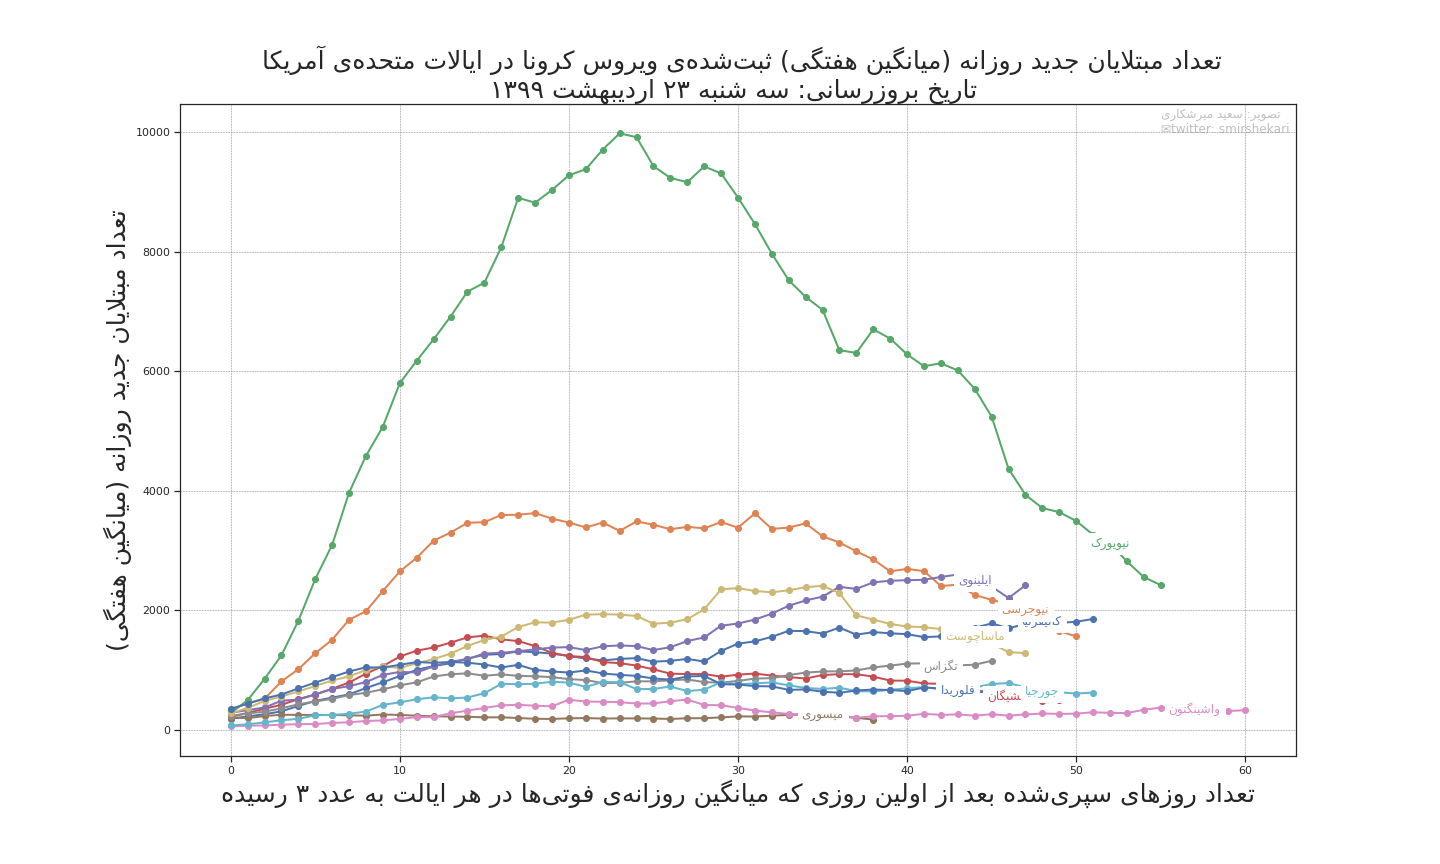 تعداد مبتلایان جدید روزانه (میانگین هفتگی) ثبت‌شده‌ی ویروس کرونا در ایالات متحده‌ی آمریکا
تاریخ بروزرسانی: سه شنبه ۲۳ اردیبهشت ۱۳۹۹
تصویر: سعید میرشکاری
✉twitter: smirshekari
تعداد مبتلایان جدید روزانه (میانگین هفتگی)
10000
8000
6000
4000
2000
0
نیویورک
ایلینوی
نیوجرسی
ماساچوست
تگزاس
فلوریدا
جورجیا
واشینگتون
میسوری
0 10 20 30 40 50 60
تعداد روزهای سپری‌شده بعد از اولین روزی که میانگین روزانه‌ی فوتی‌ها در هر ایالت به عدد ۳ رسیده